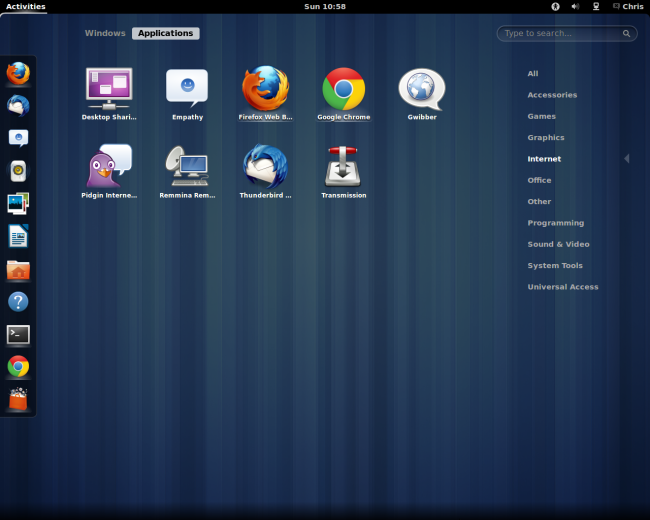 Activities
Sun 10:58
Chris
Windows
Applications
Type to search...
Desktop Shari...
Empathy
Firefox Web B...
Google Chrome
Gwibber
Pidgin Interne...
Remmina Rem...
Thunderbird ...
Transmission
All
Accessories
Games
Graphics
Internet
Office
Other
Programming
Sound & Video
System Tools
Universal Access